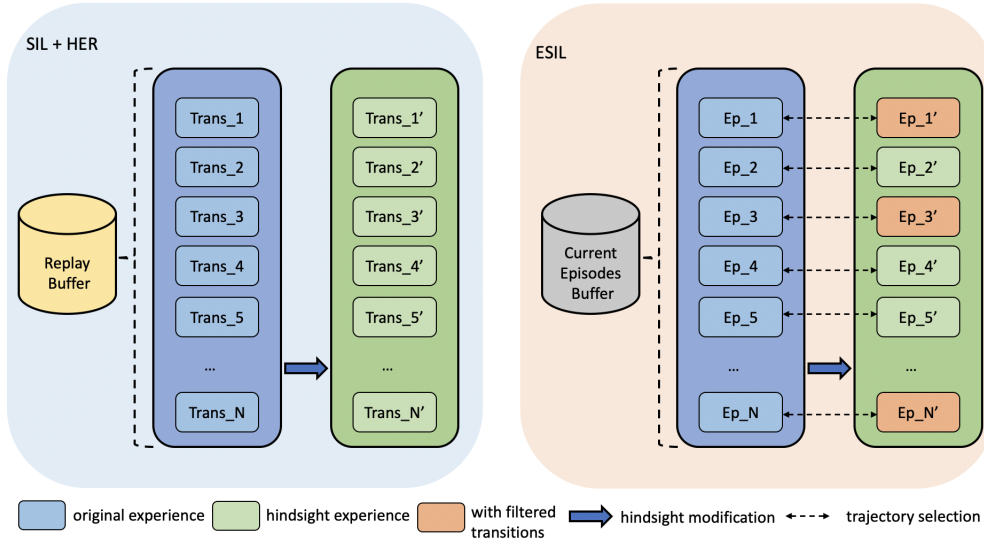 SIL + HER
Replay
Buffer
Trans_1
Trans_2
Trans_3
Trans_4
Trans_5
...
Trans_N
Trans_1’
Trans_2’
Trans_3’
Trans_4’
Trans_5’
...
Trans_N’
ESIL
Current
Episodes
Buffer
Ep_1
Ep_2
Ep_3
Ep_4
Ep_5
...
Ep_N
Ep_1’
Ep_2’
Ep_3’
Ep_4’
Ep_5’
...
Ep_N’
original experience
hindsight experience
with filtered
transitions
hindsight modification
trajectory selection